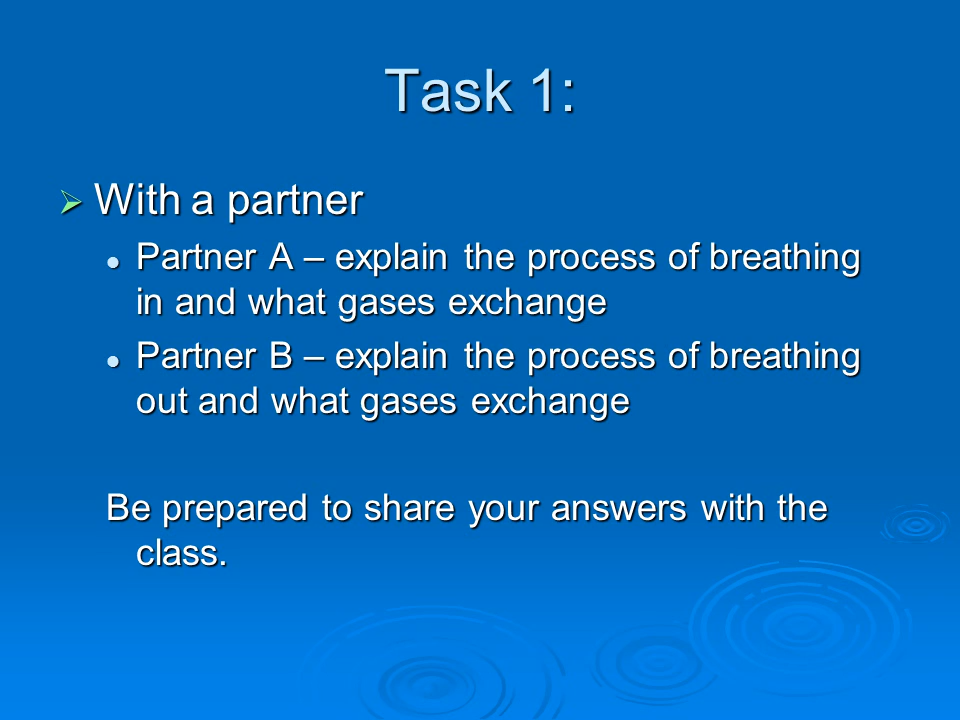 Task 1:
With a partner
Partner A – explain the process of breathing
in and what gases exchange
Partner B – explain the process of breathing
out and what gases exchange
Be prepared to share your answers with the
class.